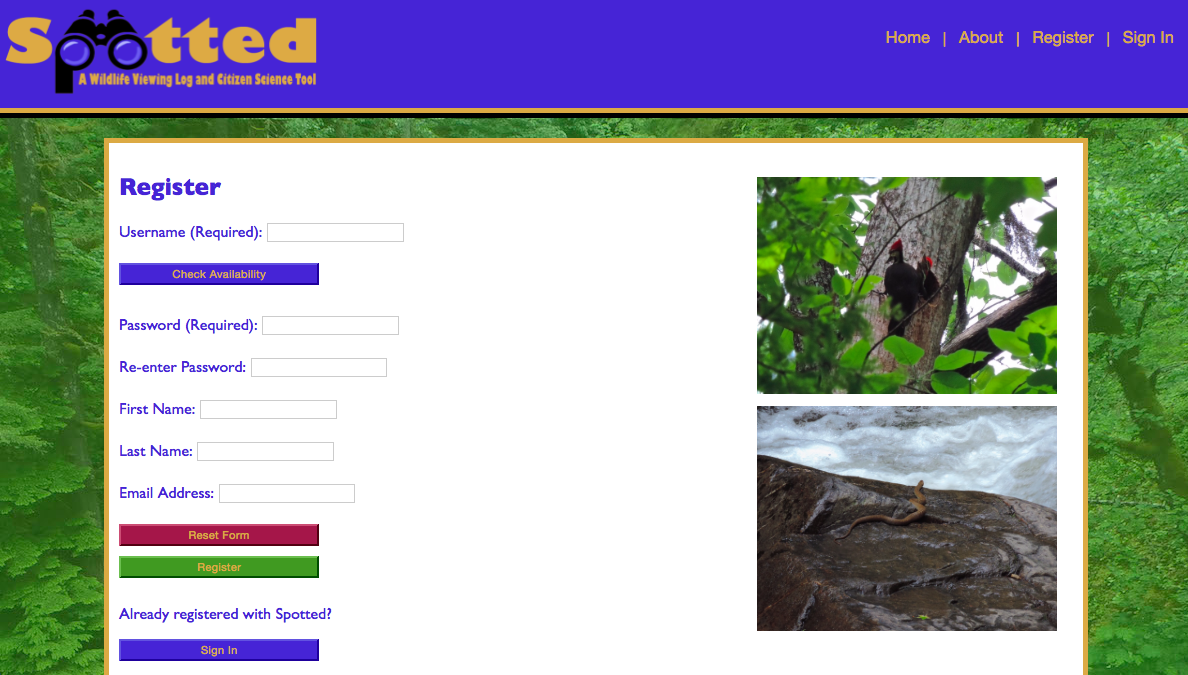 Spotted
A Wildlife Viewing Log and Citizen Science Tool
Home | About | Register | Sign In
Register
Username (Required):
Check Availability
Password (Required):
Re-enter Password:
First Name:
Last Name:
Email Address:
Reset Form
Register
Already registered with Spotted?
Sign In